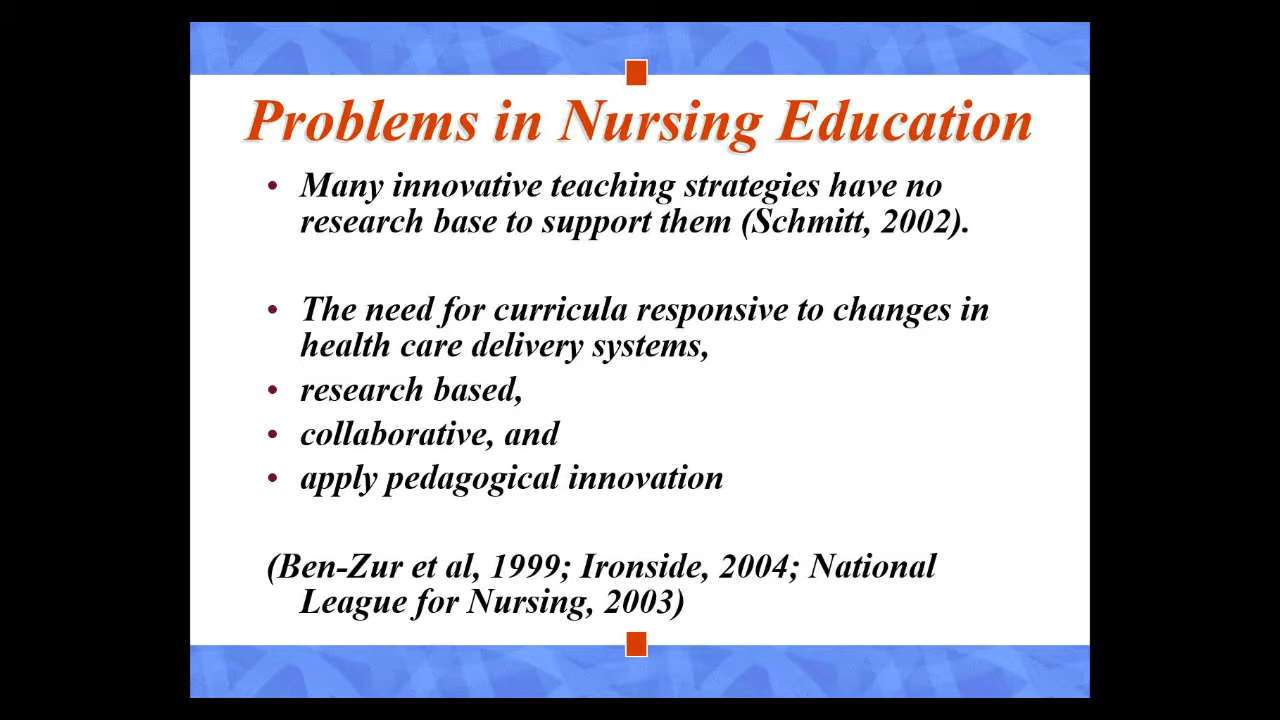 Problems in Nursing Education
• Many innovative teaching strategies have no
research base to support them (Schmitt, 2002).
• The need for curricula responsive to changes in
health care delivery systems,
• research based,
• collaborative, and
• apply pedagogical innovation
(Ben-Zur et al, 1999; Ironside, 2004; National
League for Nursing, 2003)